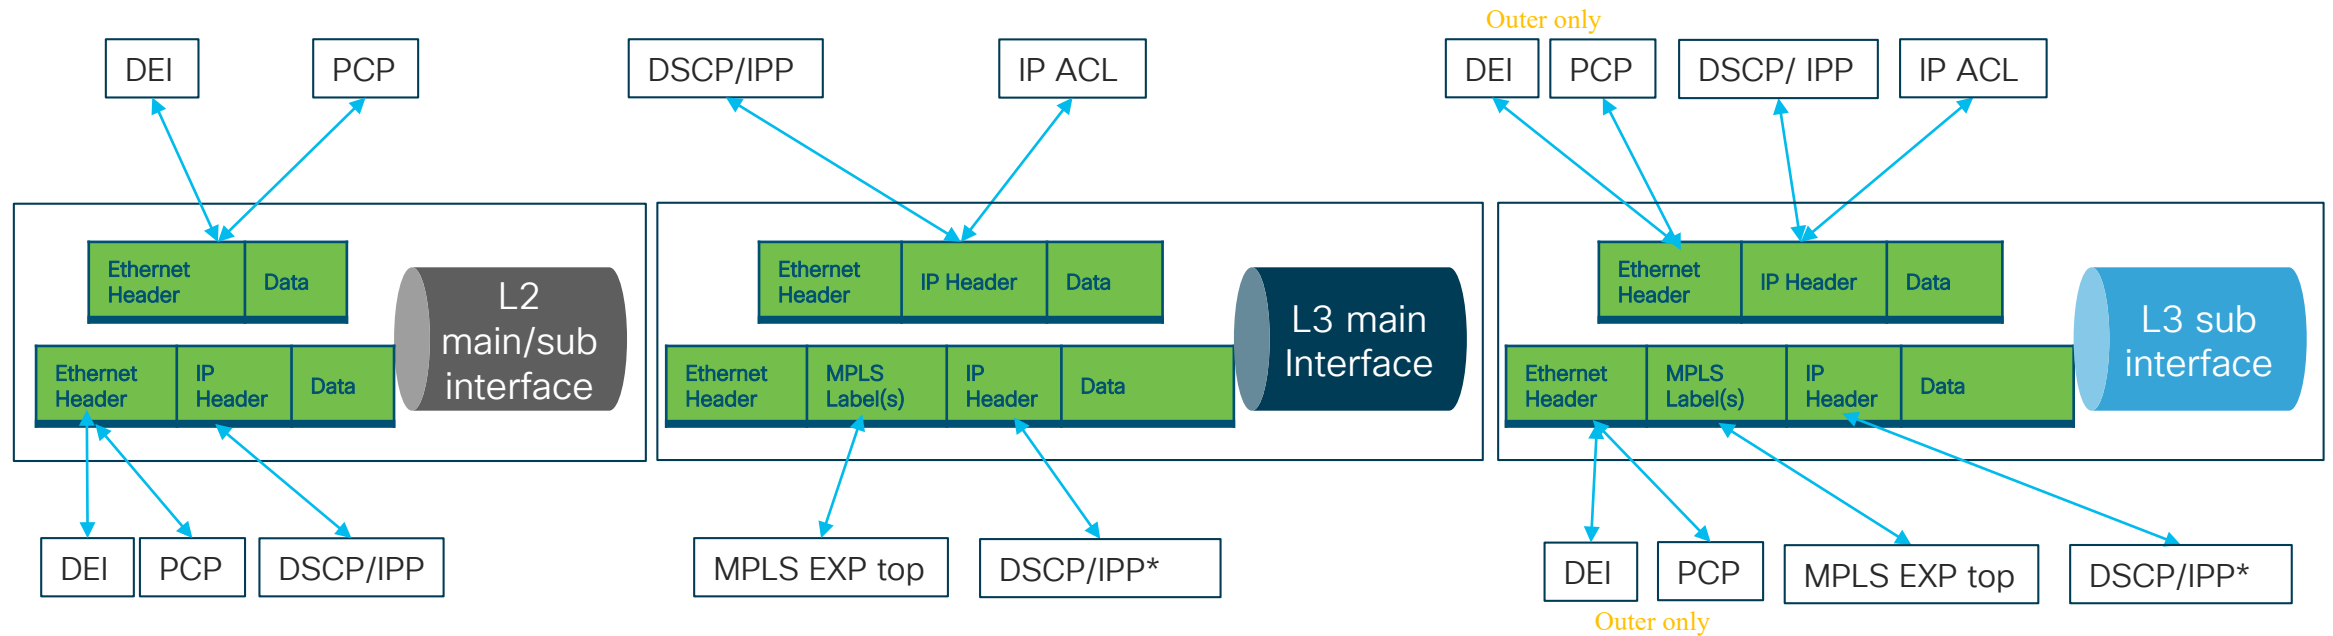 Outer only
DEI
PCP
DSCP/IPP
IP ACL
DEI
PCP
DSCP/ IPP
IP ACL
Ethernet
Header
Data
L2
main/sub
interface
Ethernet
Header
IP
Header
Data
DEI
PCP
DSCP/IPP
Ethernet
Header
IP Header
Data
L3 main
Interface
Ethernet
Header
MPLS
Label(s)
IP
Header
Data
MPLS EXP top
DSCP/IPP*
Ethernet
Header
IP Header
Data
L3 sub
interface
Ethernet
Header
MPLS
Label(s)
IP
Header
Data
DEI
PCP
MPLS EXP top
DSCP/IPP*
Outer only